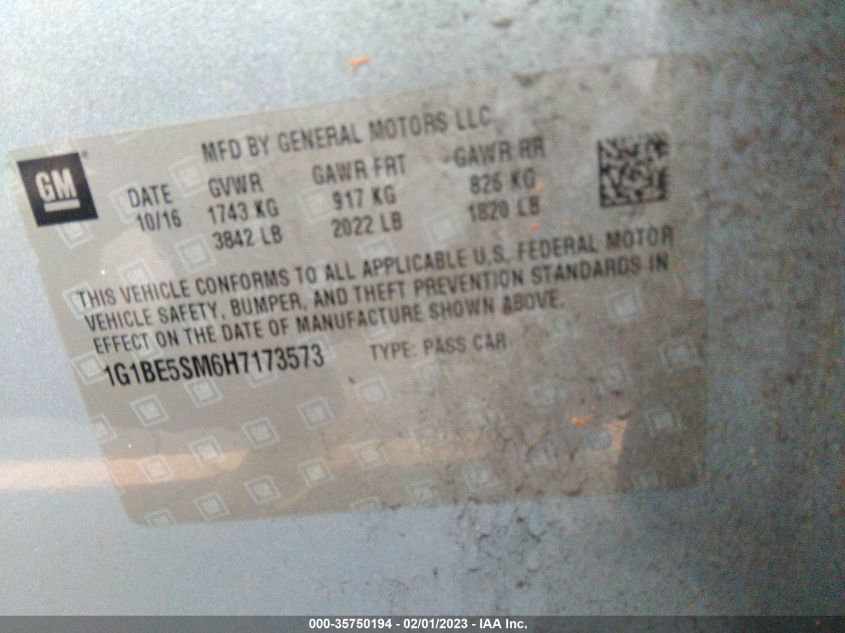 MFD BY GENERAL MOTORS LLC
GM
DATE GVWR GAWR FRT GAWR RR
10/16 1743 KG 917 KG 826 KG
3842 LB 2022 LB 1820 LB
THIS VEHICLE CONFORMS TO ALL APPLICABLE U.S. FEDERAL MOTOR
VEHICLE SAFETY, BUMPER, AND THEFT PREVENTION STANDARDS IN
EFFECT ON THE DATE OF MANUFACTURE SHOWN ABOVE.
1G1BE5SM6H7173573 TYPE: PASS CAR
000-35750194 - 02/01/2023 - IAA Inc.